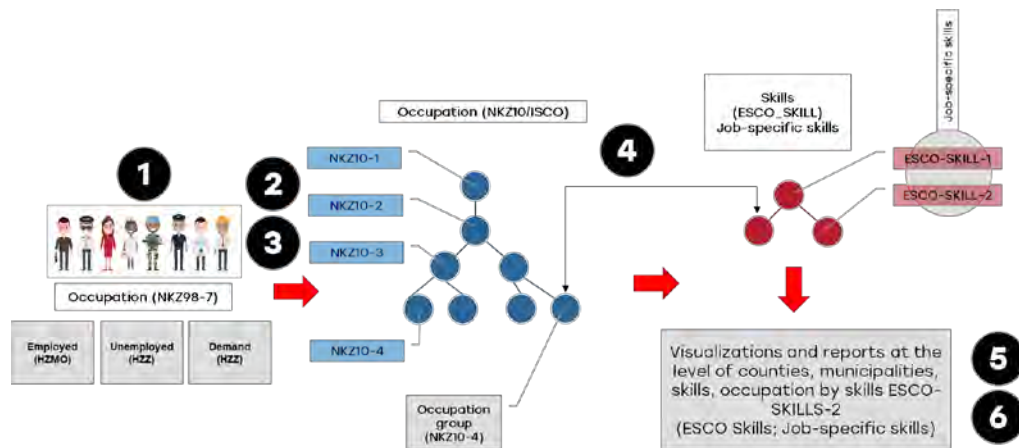 Job-specific skills
Occupation (NKZ10/ISCO)
Skills
(ESCO_SKILL)
Job-specific skills
1
2
3
4
NKZ10-1
NKZ10-2
NKZ10-3
NKZ10-4
ESCO-SKILL-1
ESCO-SKILL-2
Occupation (NKZ98-7)
Employed
(HZMO)
Unemployed
(HZZ)
Demand
(HZZ)
Occupation
group
(NKZ10-4)
Visualizations and reports at the
level of counties, municipalities,
skills, occupation by skills ESCO-
SKILLS-2
(ESCO Skills; Job-specific skills)
5
6